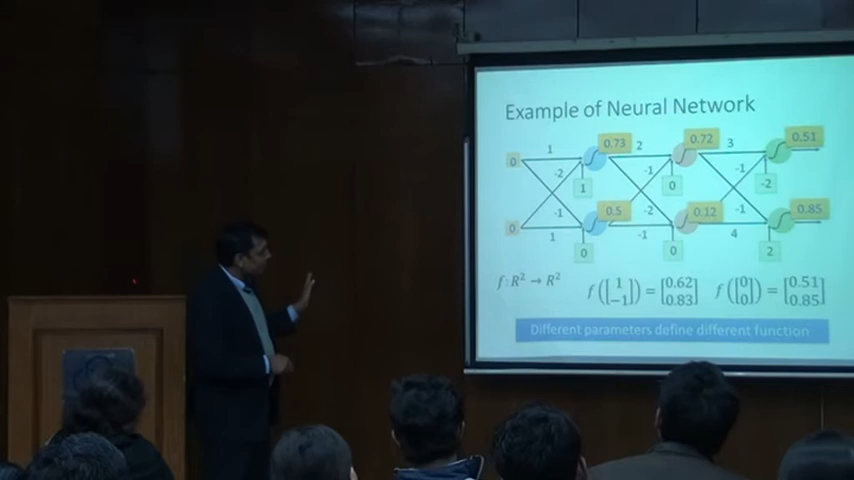 Example of Neural Network
0 1 0.73 2 0.72 3 0.51
-2 -1 -1
1 0 -2
-1 -2 -1
0 1 0.5 -1 0.12 4 0.85
0 0 2
f: R² → R² f([1 -1]) = [0.62 0.83] f([0 0]) = [0.51 0.85]
Different parameters define different function